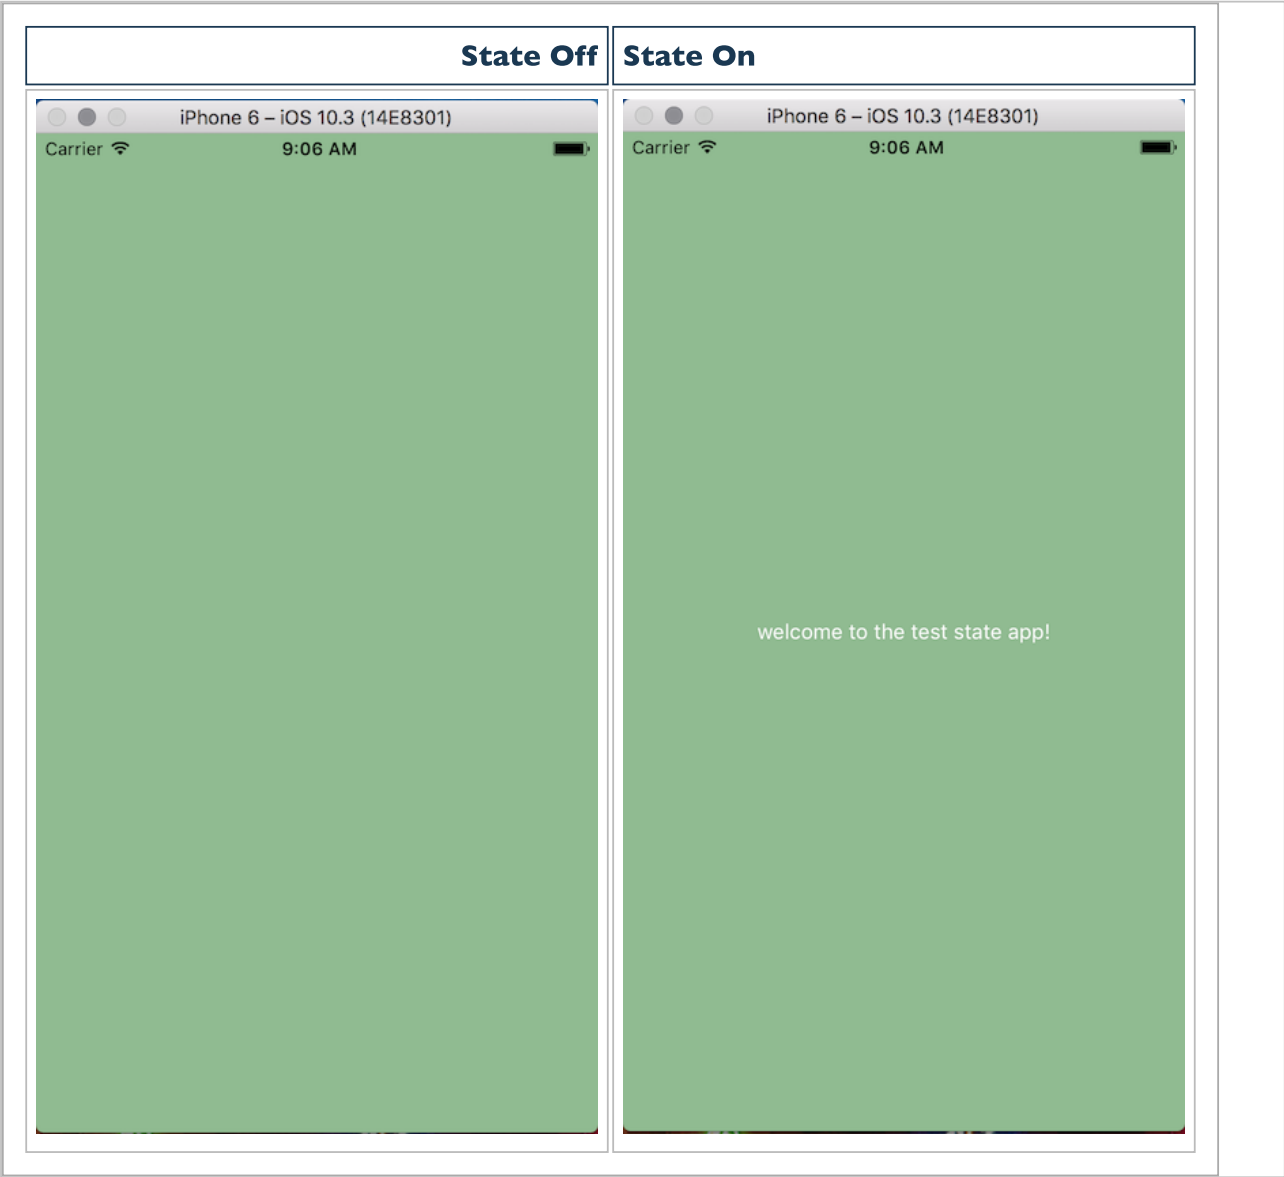 State Off
State On
iPhone 6 – iOS 10.3 (14E8301)
Carrier 9:06 AM
iPhone 6 – iOS 10.3 (14E8301)
Carrier 9:06 AM
welcome to the test state app!